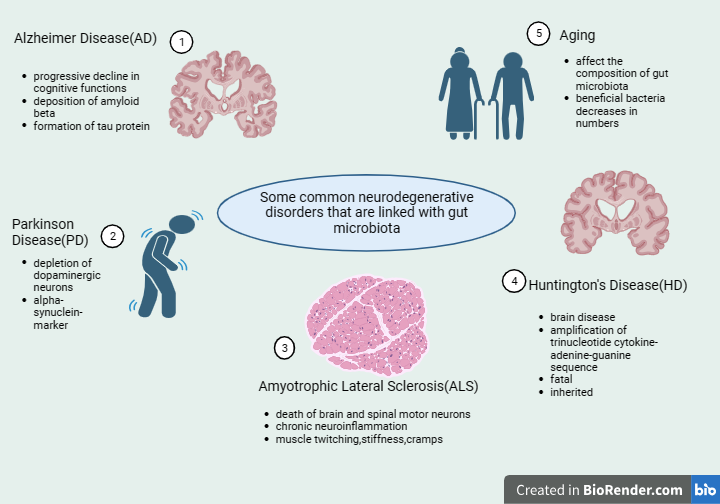 Alzheimer Disease(AD)
1
progressive decline in
cognitive functions
deposition of amyloid
beta
formation of tau protein
Parkinson
Disease(PD)
2
depletion of
dopaminergic
neurons
alpha-
synuclein-
marker
Some common neurodegenerative
disorders that are linked with gut
microbiota
3
Amyotrophic Lateral Sclerosis(ALS)
death of brain and spinal motor neurons
chronic neuroinflammation
muscle twitching,stiffness,cramps
4
Huntington's Disease(HD)
brain disease
amplification of
trinucleotide cytokine-
adenine-guanine
sequence
fatal
inherited
5
Aging
affect the
composition of gut
microbiota
beneficial bacteria
decreases in
numbers
Created in BioRender.com bio